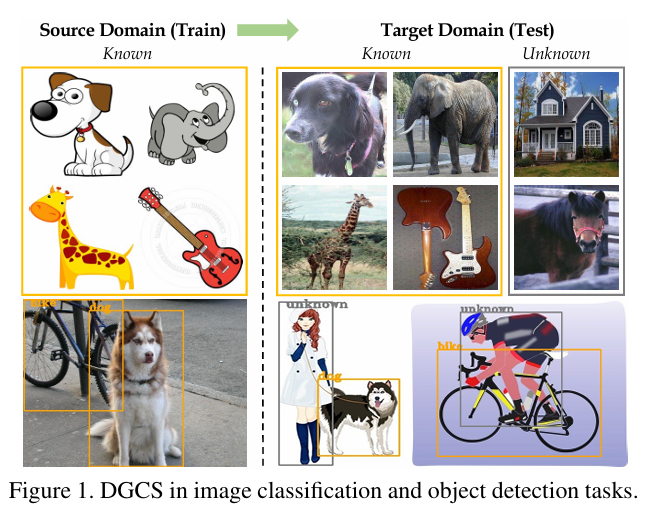 Source Domain (Train)
Target Domain (Test)
Known
Known
Unknown
bike
dog
unknown
dog
unknown
bike
Figure 1. DGCS in image classification and object detection tasks.